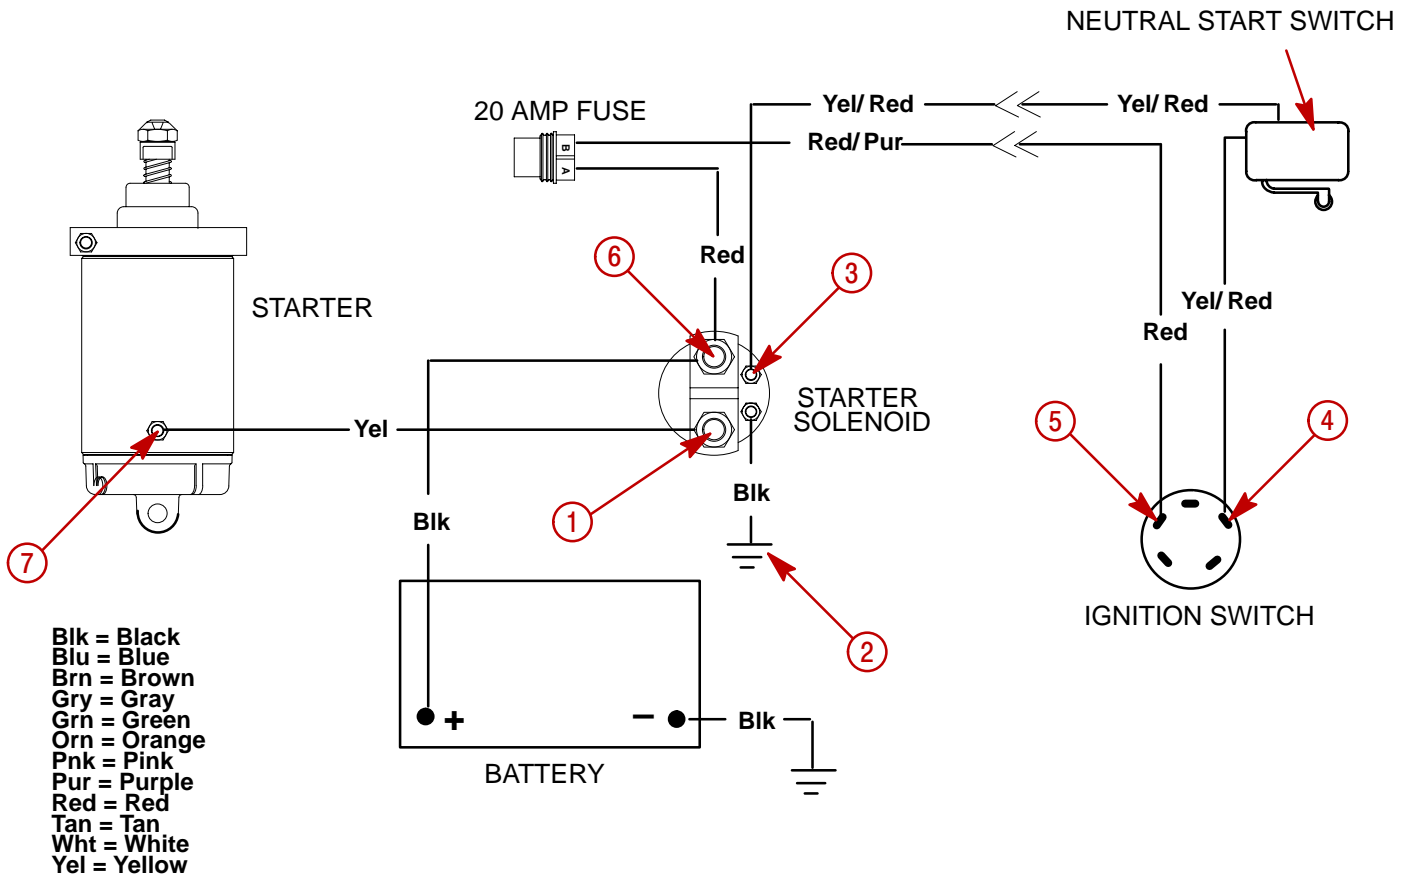 NEUTRAL START SWITCH
20 AMP FUSE
Yel/ Red
Yel/ Red
B
A
Red/ Pur
Red
6
3
STARTER
Yel/ Red
Red
STARTER
SOLENOID
5
4
Yel
Blk
1
Blk
7
2
IGNITION SWITCH
+
−
Blk
BATTERY
Blk = Black
Blu = Blue
Brn = Brown
Gry = Gray
Grn = Green
Orn = Orange
Pnk = Pink
Pur = Purple
Red = Red
Tan = Tan
Wht = White
Yel = Yellow